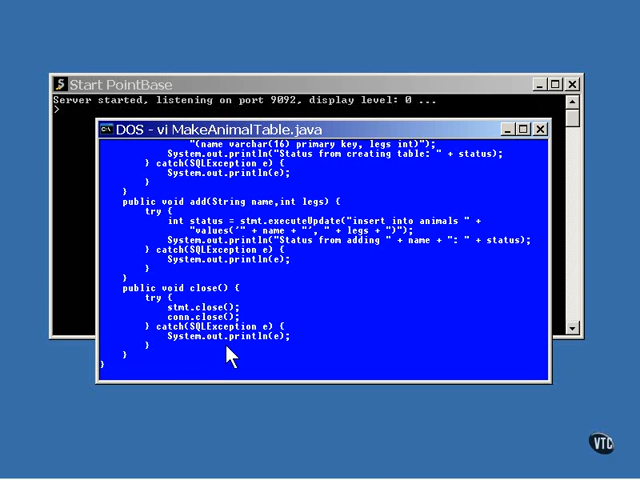 Start PointBase
Server started, listening on port 9092, display level: 0 ...
>
DOS - vi MakeAnimalTable.java
"(name varchar(16) primary key, legs int)");
System.out.println("Status from creating table: " + status);
} catch(SQLException e) {
System.out.println(e);
}
}
public void add(String name,int legs) {
try {
int status = stmt.executeUpdate("insert into animals " +
"values('" + name + "', " + legs + ")");
System.out.println("Status from adding " + name + ": " + status);
} catch(SQLException e) {
System.out.println(e);
}
}
public void close() {
try {
stmt.close();
conn.close();
} catch(SQLException e) {
System.out.println(e);
}
}
}
VTC